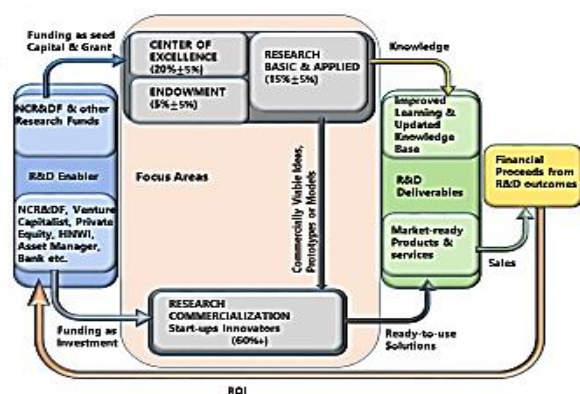 Funding as seed
Capital & Grant
CENTER OF
EXCELLENCE
(20%±5%)
ENDOWMENT
(5%±5%)
RESEARCH
BASIC & APPLIED
(15%±5%)
Knowledge
NCR&DF & other
Research Funds
R&D Enabler
NCR&DF, Venture
Capitalist, Private
Equity, HNWI,
Asset Manager,
Bank etc.
Focus Areas
Commercially Viable Ideas,
Prototypes or Models
Improved
Learning &
Updated
Knowledge
Base
R&D
Deliverables
Market-ready
Products &
services
Financial
Proceeds from
R&D outcomes
Sales
Funding as
Investment
RESEARCH
COMMERCIALIZATION
Start-ups Innovators
(60%+)
Ready-to-use
Solutions
ROI